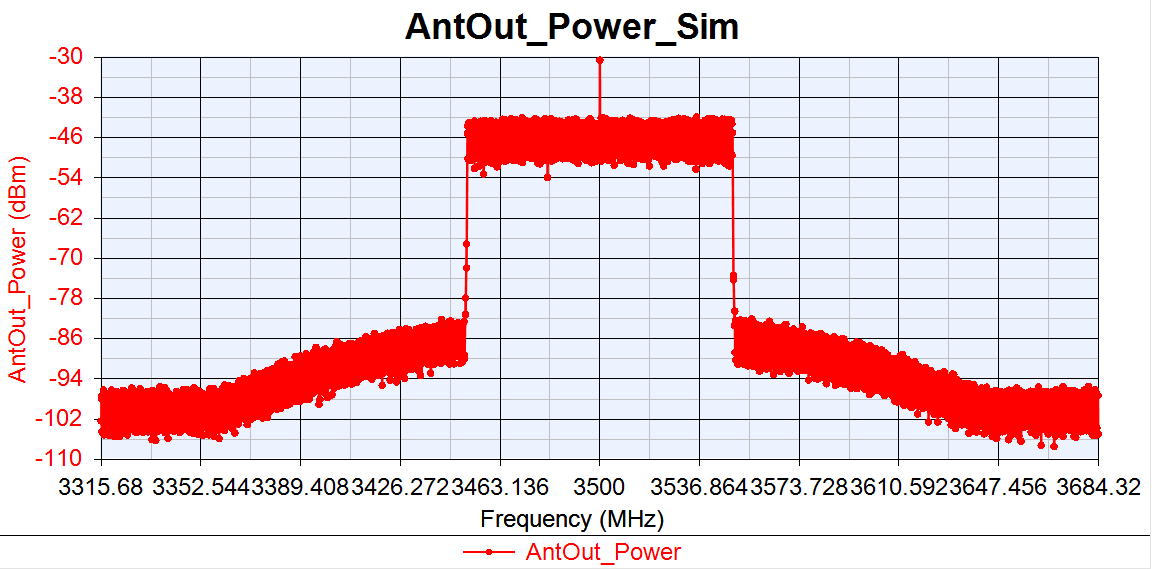 AntOut_Power_Sim
AntOut_Power (dBm)
-30
-38
-46
-54
-62
-70
-78
-86
-94
-102
-110
3315.68 3352.544 3389.408 3426.272 3463.136 3500 3536.864 3573.728 3610.592 3647.456 3684.32
Frequency (MHz)
AntOut_Power